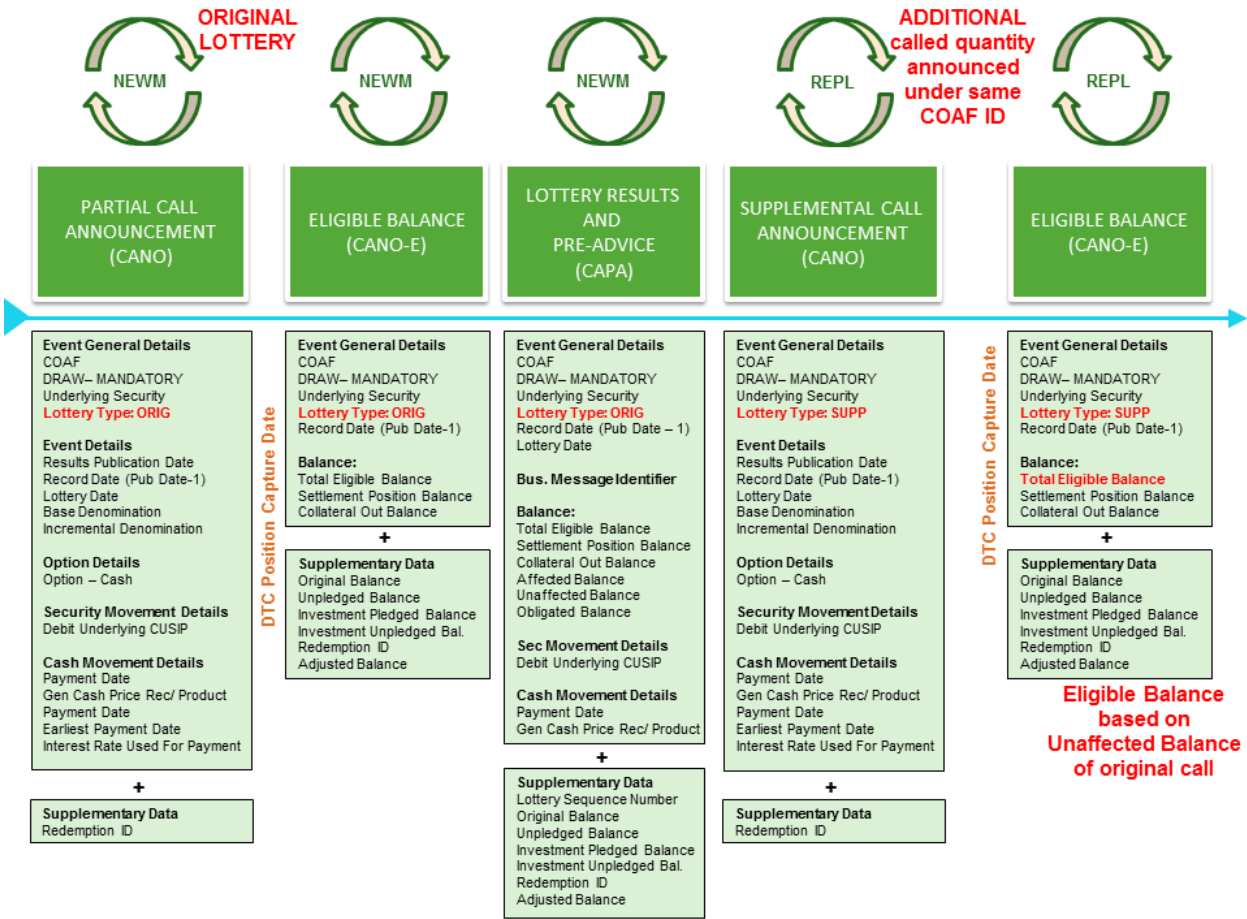 ORIGINAL
LOTTERY
NEWM
NEWM
NEWM
REPL
ADDITIONAL
called quantity
announced
under same
COAF ID
REPL
PARTIAL CALL
ANNOUNCEMENT
(CANO)
ELIGIBLE BALANCE
(CANO-E)
LOTTERY RESULTS
AND
PRE-ADVICE
(CAPA)
SUPPLEMENTAL CALL
ANNOUNCEMENT
(CANO)
ELIGIBLE BALANCE
(CANO-E)
Event General Details
COAF
DRAW– MANDATORY
Underlying Security
Lottery Type: ORIG
Event Details
Results Publication Date
Record Date (Pub Date-1)
Lottery Date
Base Denomination
Incremental Denomination
Option Details
Option – Cash
Security Movement Details
Debit Underlying CUSIP
Cash Movement Details
Payment Date
Gen Cash Price Rec/ Product
Payment Date
Earliest Payment Date
Interest Rate Used For Payment
+
Supplementary Data
Redemption ID
DTC Position Capture Date
Event General Details
COAF
DRAW– MANDATORY
Underlying Security
Lottery Type: ORIG
Record Date (Pub Date-1)
Balance:
Total Eligible Balance
Settlement Position Balance
Collateral Out Balance
+
Supplementary Data
Original Balance
Unpledged Balance
Investment Pledged Balance
Investment Unpledged Bal.
Redemption ID
Adjusted Balance
Event General Details
COAF
DRAW– MANDATORY
Underlying Security
Lottery Type: ORIG
Record Date (Pub Date – 1)
Lottery Date
Bus. Message Identifier
Balance:
Total Eligible Balance
Settlement Position Balance
Collateral Out Balance
Affected Balance
Unaffected Balance
Obligated Balance
Sec Movement Details
Debit Underlying CUSIP
Cash Movement Details
Payment Date
Gen Cash Price Rec/ Product
+
Supplementary Data
Lottery Sequence Number
Original Balance
Unpledged Balance
Investment Pledged Balance
Investment Unpledged Bal.
Redemption ID
Adjusted Balance
Event General Details
COAF
DRAW– MANDATORY
Underlying Security
Lottery Type: SUPP
Event Details
Results Publication Date
Record Date (Pub Date-1)
Lottery Date
Base Denomination
Incremental Denomination
Option Details
Option – Cash
Security Movement Details
Debit Underlying CUSIP
Cash Movement Details
Payment Date
Gen Cash Price Rec/ Product
Payment Date
Earliest Payment Date
Interest Rate Used For Payment
+
Supplementary Data
Redemption ID
DTC Position Capture Date
Event General Details
COAF
DRAW– MANDATORY
Underlying Security
Lottery Type: SUPP
Record Date (Pub Date-1)
Balance:
Total Eligible Balance
Settlement Position Balance
Collateral Out Balance
+
Supplementary Data
Original Balance
Unpledged Balance
Investment Pledged Balance
Investment Unpledged Bal.
Redemption ID
Adjusted Balance
Eligible Balance
based on
Unaffected Balance
of original call